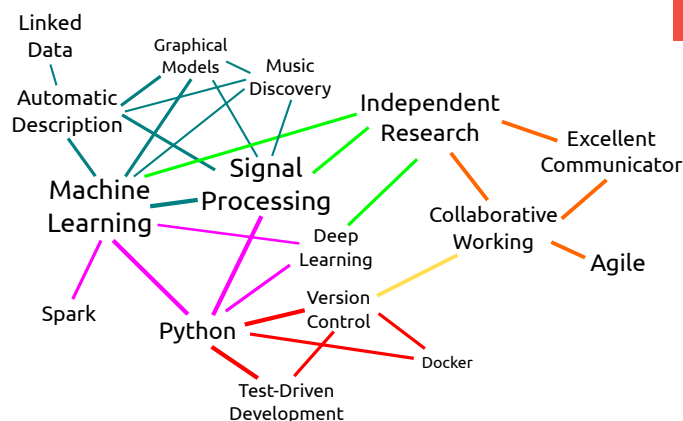 Linked
Data
Graphical
Models
Music
Discovery
Automatic
Description
Independent
Research
Excellent
Communicator
Signal
Processing
Machine
Learning
Collaborative
Working
Deep
Learning
Agile
Version
Control
Spark
Python
Docker
Test-Driven
Development